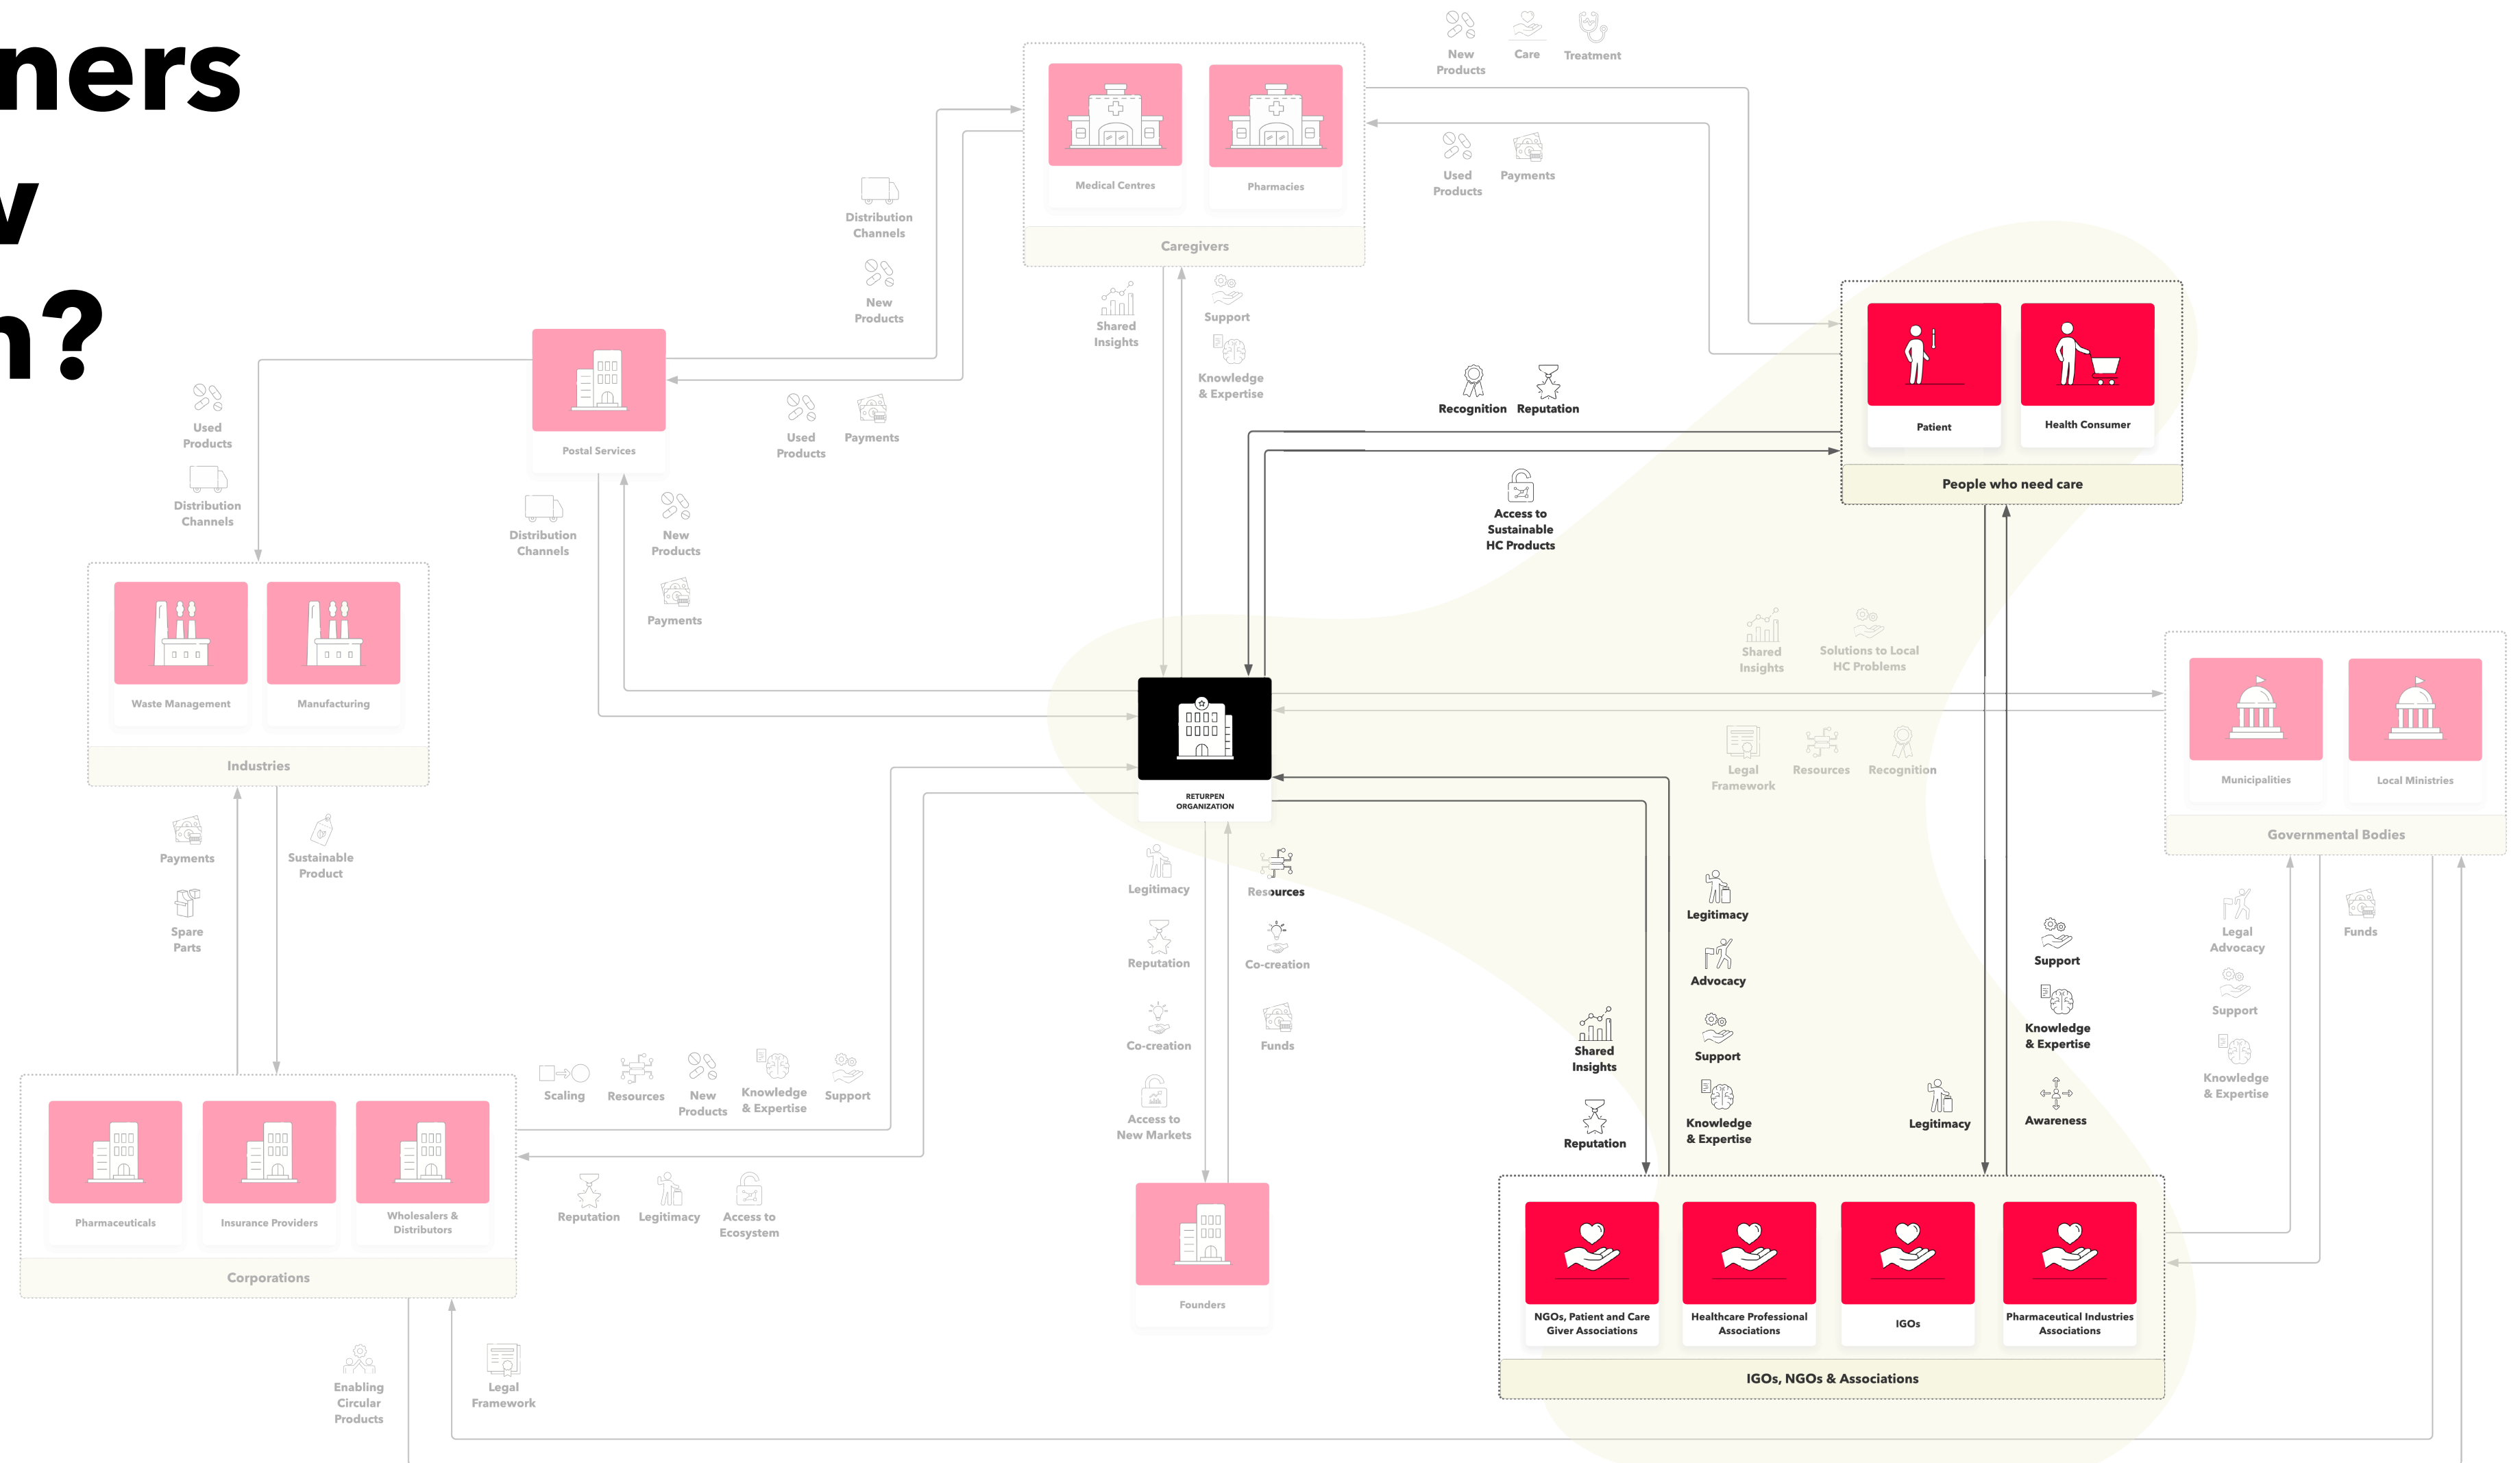 ners
v
n?
New
Products
Care
Treatment
Used
Products
Payments
Medical Centres
Pharmacies
Caregivers
Distribution
Channels
New
Products
Shared
Insights
Support
Knowledge
& Expertise
Patient
Health Consumer
People who need care
Recognition
Reputation
Access to
Sustainable
HC Products
Postal Services
Used
Products
Distribution
Channels
Used
Products
Payments
Distribution
Channels
New
Products
Payments
Waste Management
Manufacturing
Industries
Shared
Insights
Solutions to Local
HC Problems
Legal
Framework
Resources
Recognition
Municipalities
Local Ministries
Governmental Bodies
RETURPEN
ORGANIZATION
Payments
Sustainable
Product
Spare
Parts
Legitimacy
Resources
Reputation
Co-creation
Co-creation
Funds
Access to
New Markets
Legitimacy
Advocacy
Support
Knowledge
& Expertise
Shared
Insights
Reputation
Support
Knowledge
& Expertise
Legitimacy
Awareness
Legal
Advocacy
Funds
Support
Knowledge
& Expertise
Scaling
Resources
New
Products
Knowledge
& Expertise
Support
Reputation
Legitimacy
Access to
Ecosystem
Pharmaceuticals
Insurance Providers
Wholesalers &
Distributors
Corporations
Founders
NGOs, Patient and Care
Giver Associations
Healthcare Professional
Associations
IGOs
Pharmaceutical Industries
Associations
IGOs, NGOs & Associations
Enabling
Circular
Products
Legal
Framework